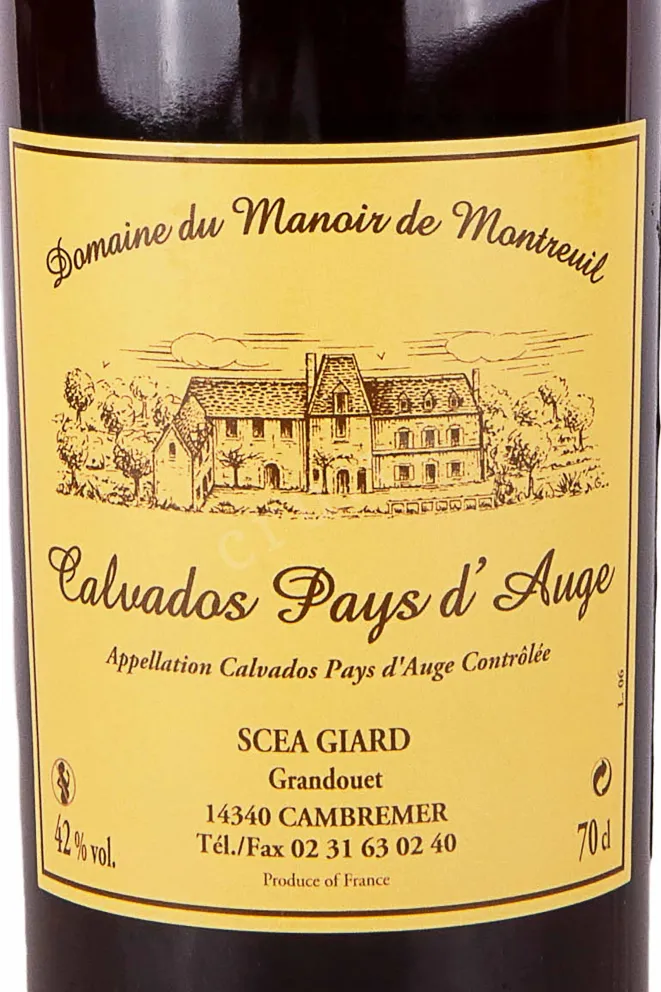 Domaine du Manoir de Montreuil
Calvados Pays d'Auge
Appellation Calvados Pays d'Auge Contrôlée
L. 06
SCEA GIARD
Grandouet
14340 CAMBREMER
Tél./Fax 02 31 63 02 40
42 % vol.
70 cl
Produce of France